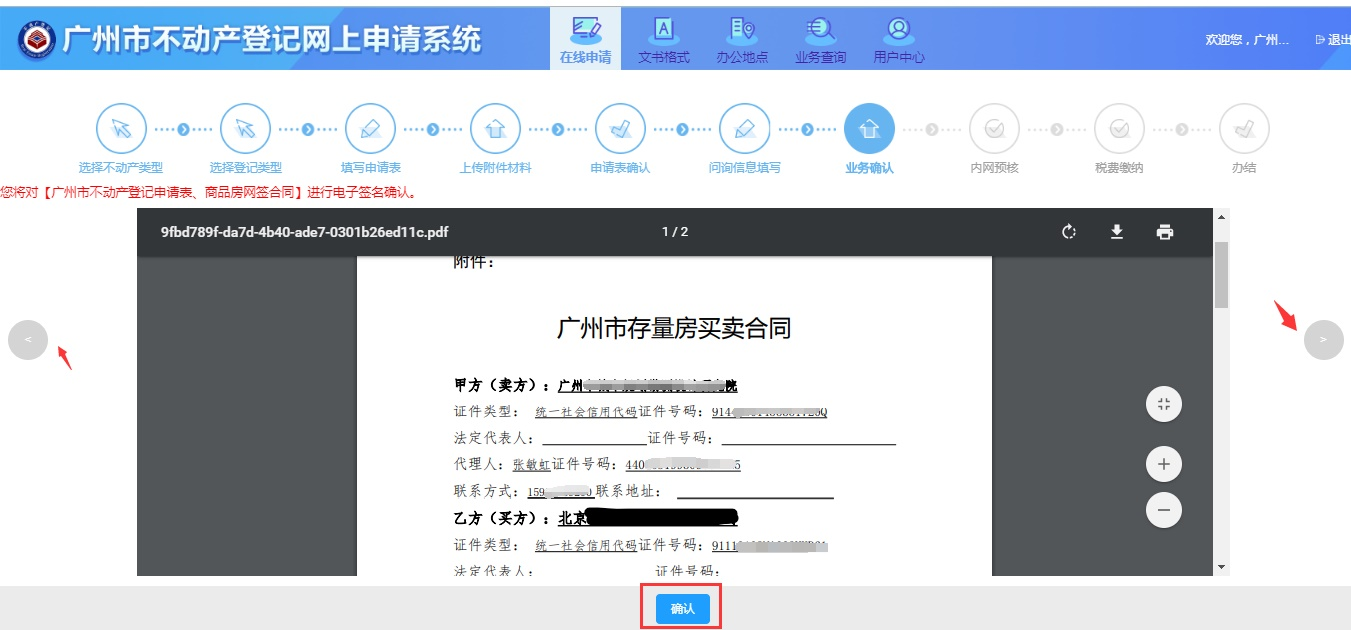 广州市不动产登记网上申请系统
在线申请 文书格式 办公地点 业务查询 用户中心
欢迎您，广州... 退出
选择不动产类型 选择登记类型 填写申请表 上传附件材料 申请表确认 问询信息填写 业务确认 内网预核 税费缴纳 办结
您将对【广州市不动产登记申请表、商品房网签合同】进行电子签名确认。
9fbd789f-da7d-4b40-ade7-0301b26ed11c.pdf 1 / 2
附件：
广州市存量房买卖合同
< >
甲方（卖方）：广州 院
证件类型： 统一社会信用代码证件号码：914 Q
法定代表人：证件号码：
代理人：张敏虹证件号码：440 5
联系方式：159 联系地址：
乙方（买方）：北京
证件类型： 统一社会信用代码证件号码：911
法定代表人： 证件号码：
确认